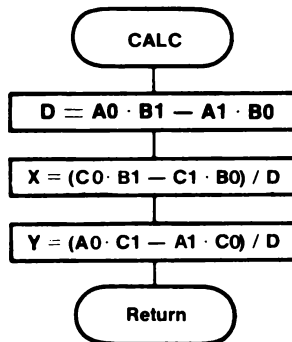 CALC
D = A0 · B1 — A1 · B0
X = (C0 · B1 — C1 · B0) / D
Y = (A0 · C1 — A1 · C0) / D
Return